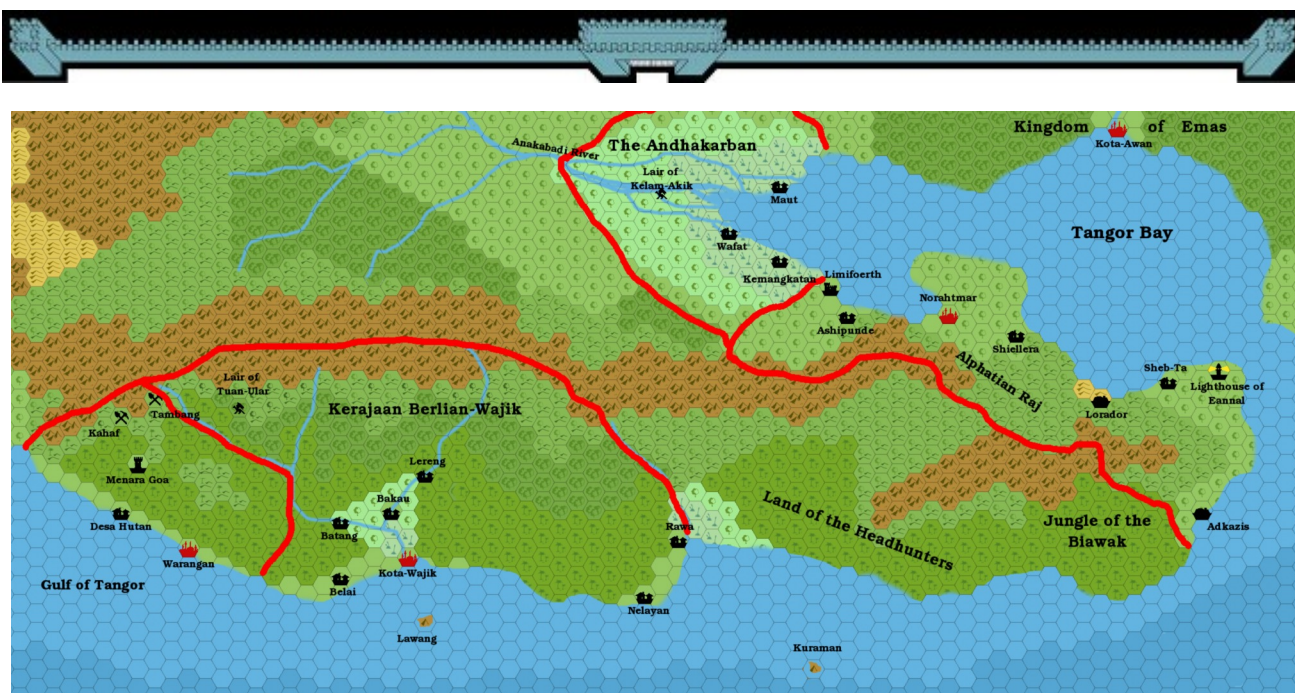 Kingdom of Emas
Kota-Awan
Anakabadi River
The Andhakarban
Lair of
Kelam-Akik
Maut
Tangor Bay
Wafat
Kemangkatan
Limifoerth
Norahtmar
Ashipunde
Shiellera
Alphatian Raj
Sheb-Ta
Lighthouse of
Eannal
Lorador
Lair of
Tuan-Ular
Tambang
Kahaf
Kerajaan Berlian-Wajik
Menara Goa
Lereng
Bakau
Desa Hutan
Batang
Rawa
Land of the Headhunters
Jungle of the
Biawak
Adkazis
Warangan
Kota-Wajik
Gulf of Tangor
Belai
Nelayan
Lawang
Kuraman